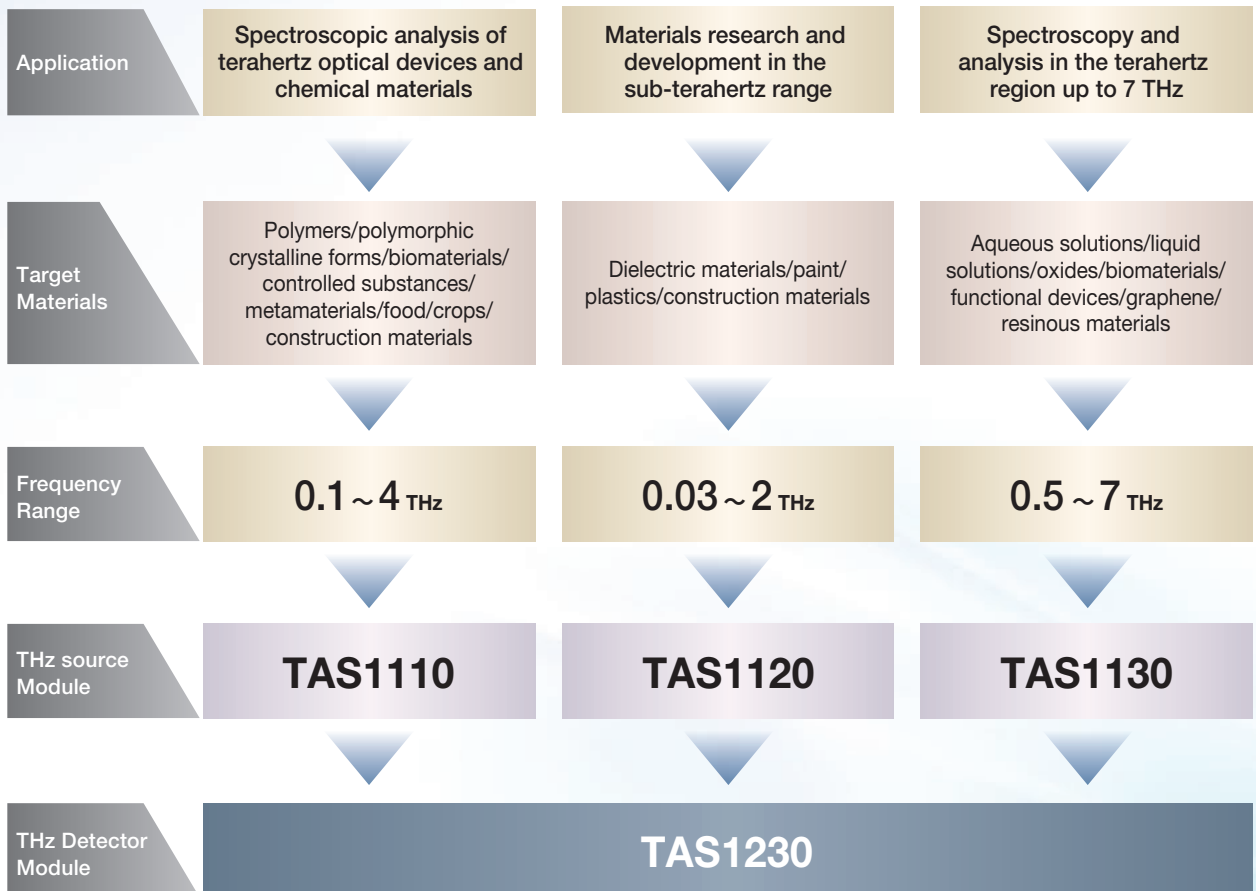 Application
Spectroscopic analysis of
terahertz optical devices and
chemical materials
Materials research and
development in the
sub-terahertz range
Spectroscopy and
analysis in the terahertz
region up to 7 THz
Target
Materials
Polymers/polymorphic
crystalline forms/biomaterials/
controlled substances/
metamaterials/food/crops/
construction materials
Dielectric materials/paint/
plastics/construction materials
Aqueous solutions/liquid
solutions/oxides/biomaterials/
functional devices/graphene/
resinous materials
Frequency
Range
0.1～4 THz
0.03～2 THz
0.5～7 THz
THz source
Module
TAS1110
TAS1120
TAS1130
THz Detector
Module
TAS1230